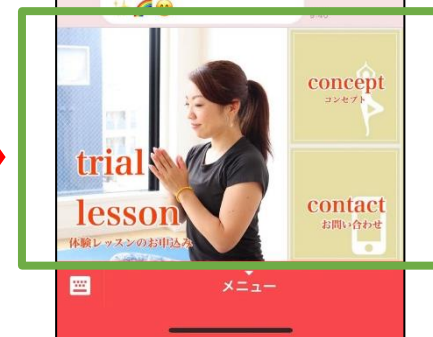 trial
lesson
体験レッスンのお申込み
concept
コンセプト
contact
お問い合わせ
メニュー